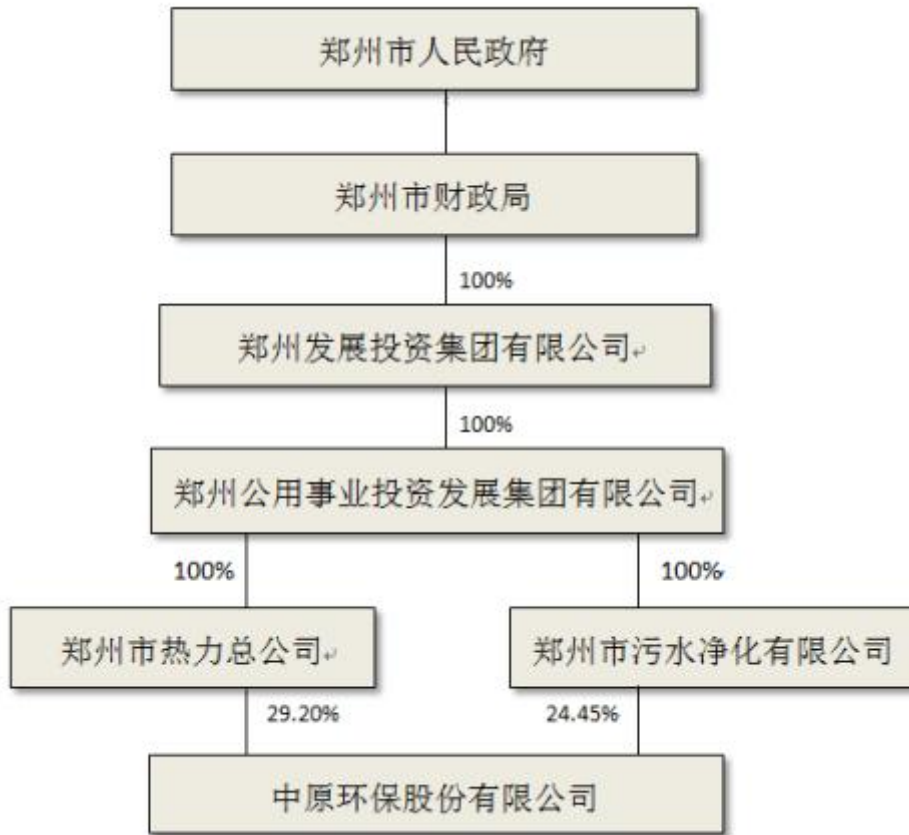 郑州市人民政府
郑州市财政局
100%
郑州发展投资集团有限公司
100%
郑州公用事业投资发展集团有限公司
100% 100%
郑州市热力总公司 郑州市污水净化有限公司
29.20% 24.45%
中原环保股份有限公司